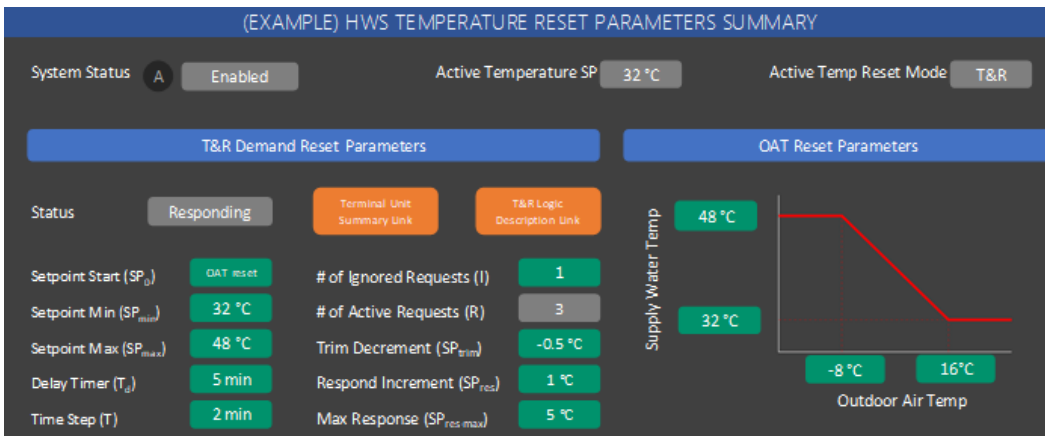 (EXAMPLE) HWS TEMPERATURE RESET PARAMETERS SUMMARY
System Status A Enabled Active Temperature SP 32 °C Active Temp Reset Mode T&R
T&R Demand Reset Parameters
Status Responding
Terminal Unit
Summary Link
T&R Logic
Description Link
Setpoint Start (SP₀) OAT reset
Setpoint Min (SPmin) 32 °C
Setpoint Max (SPmax) 48 °C
Delay Timer (Td) 5 min
Time Step (T) 2 min
# of Ignored Requests (I) 1
# of Active Requests (R) 3
Trim Decrement (SPtrim) -0.5 °C
Respond Increment (SPres) 1 °C
Max Response (SPres-max) 5 °C
OAT Reset Parameters
Supply Water Temp
48 °C
32 °C
-8 °C 16°C
Outdoor Air Temp